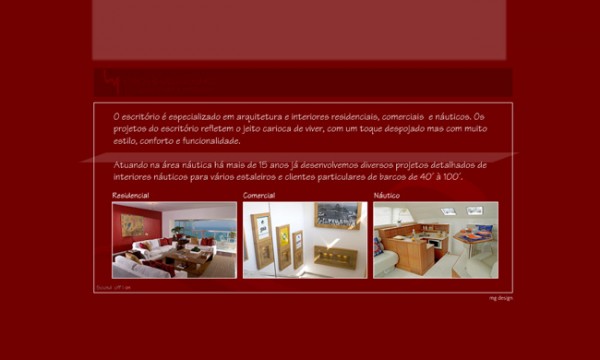 O escritório é especializado em arquitetura e interiores residenciais, comerciais e náuticos. Os
projetos do escritório refletem o jeito carioca de viver, com um toque despojado mas com muito
estilo, conforto e funcionalidade.
Atuando na área náutica há mais de 15 anos já desenvolvemos diversos projetos detalhados de
interiores náuticos para vários estaleiros e clientes particulares de barcos de 40´ à 100´.
Residencial Comercial Náutico
Sound off / on
mg design